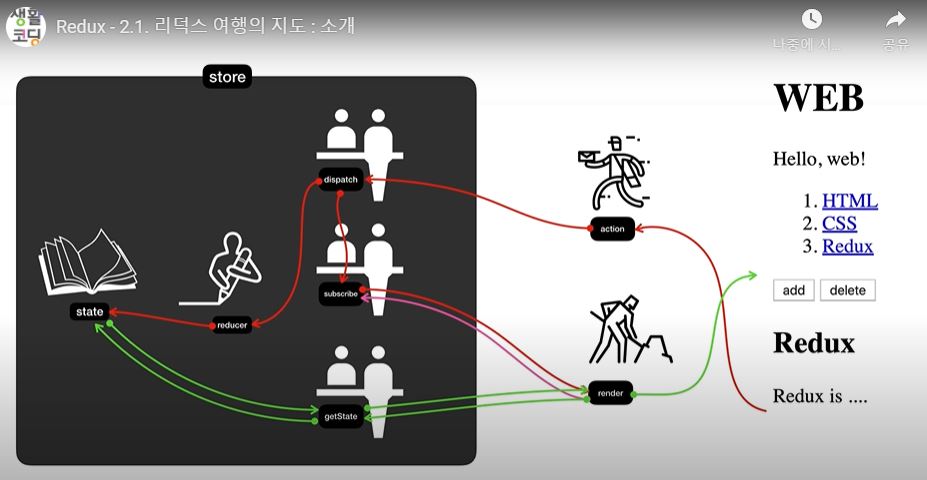 생활
코딩
Redux - 2.1. 리덕스 여행의 지도 : 소개
나중에 시...
공유
store
dispatch
subscribe
state
reducer
getState
action
render
WEB
Hello, web!
1. HTML
2. CSS
3. Redux
add delete
Redux
Redux is ....